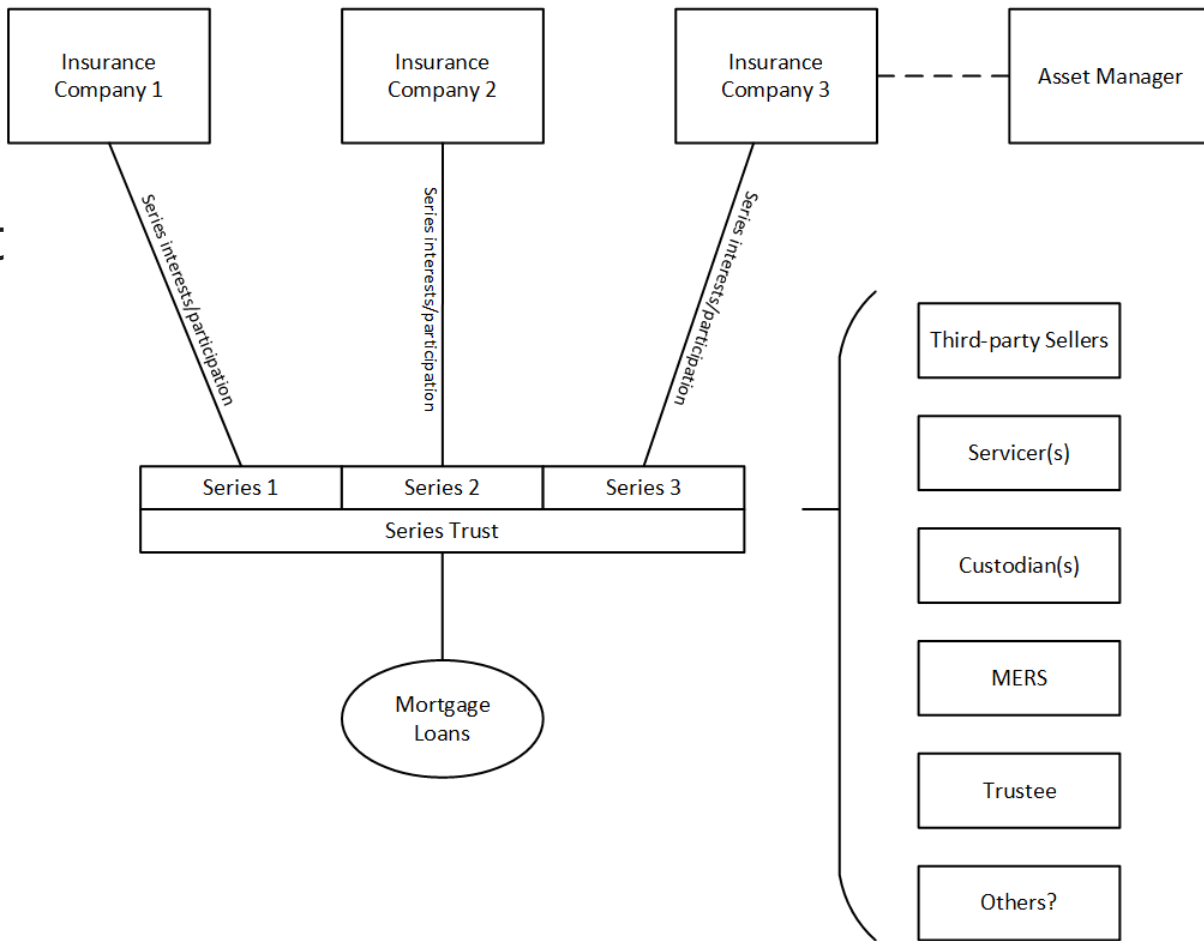 Insurance
Company 1
Insurance
Company 2
Insurance
Company 3
Asset Manager
Series interests/participation
Series interests/participation
Series interests/participation
t
Third-party Sellers
Servicer(s)
Series 1
Series 2
Series 3
Series Trust
Custodian(s)
MERS
Mortgage
Loans
Trustee
Others?